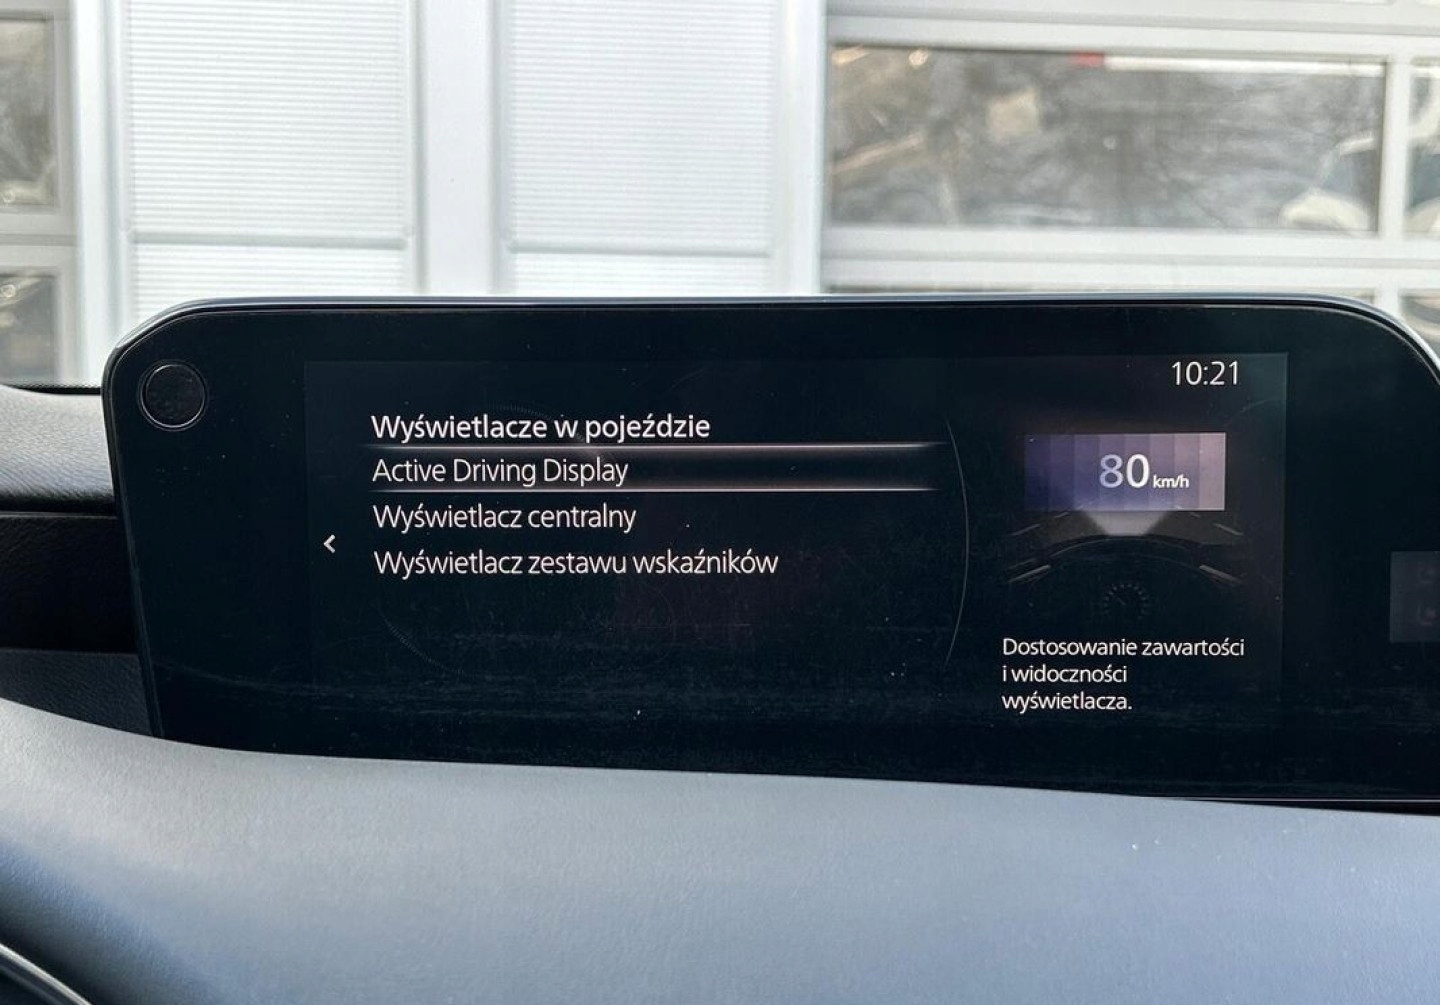 10:21
Wyświetlacze w pojeździe
Active Driving Display
Wyświetlacz centralny
Wyświetlacz zestawu wskaźników
80 km/h
Dostosowanie zawartości
i widoczności
wyświetlacza.